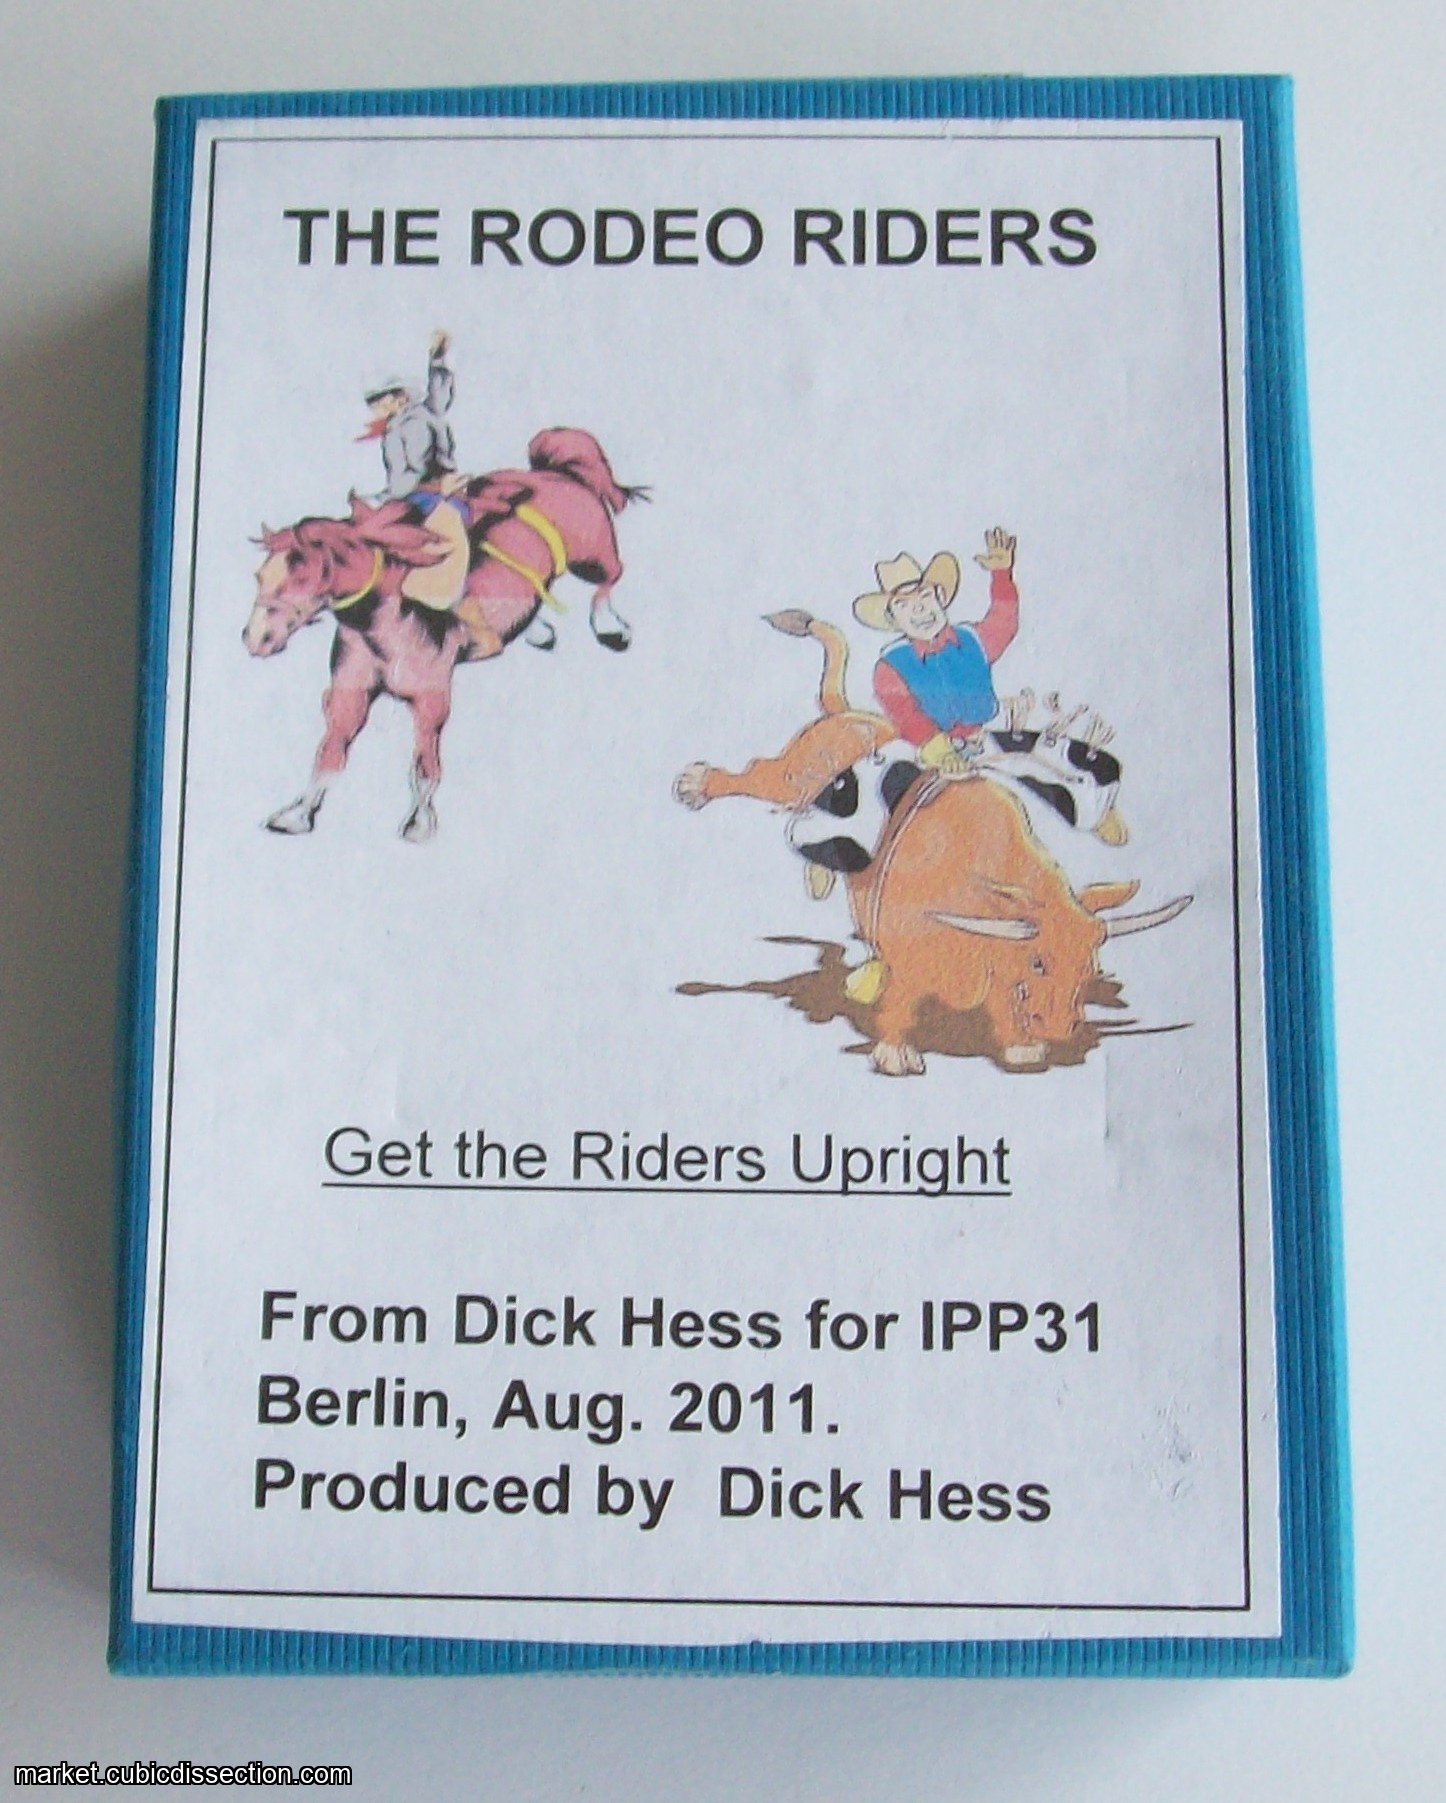 THE RODEO RIDERS
Get the Riders Upright
From Dick Hess for IPP31
Berlin, Aug. 2011.
Produced by  Dick Hess
market.cubicdissection.com